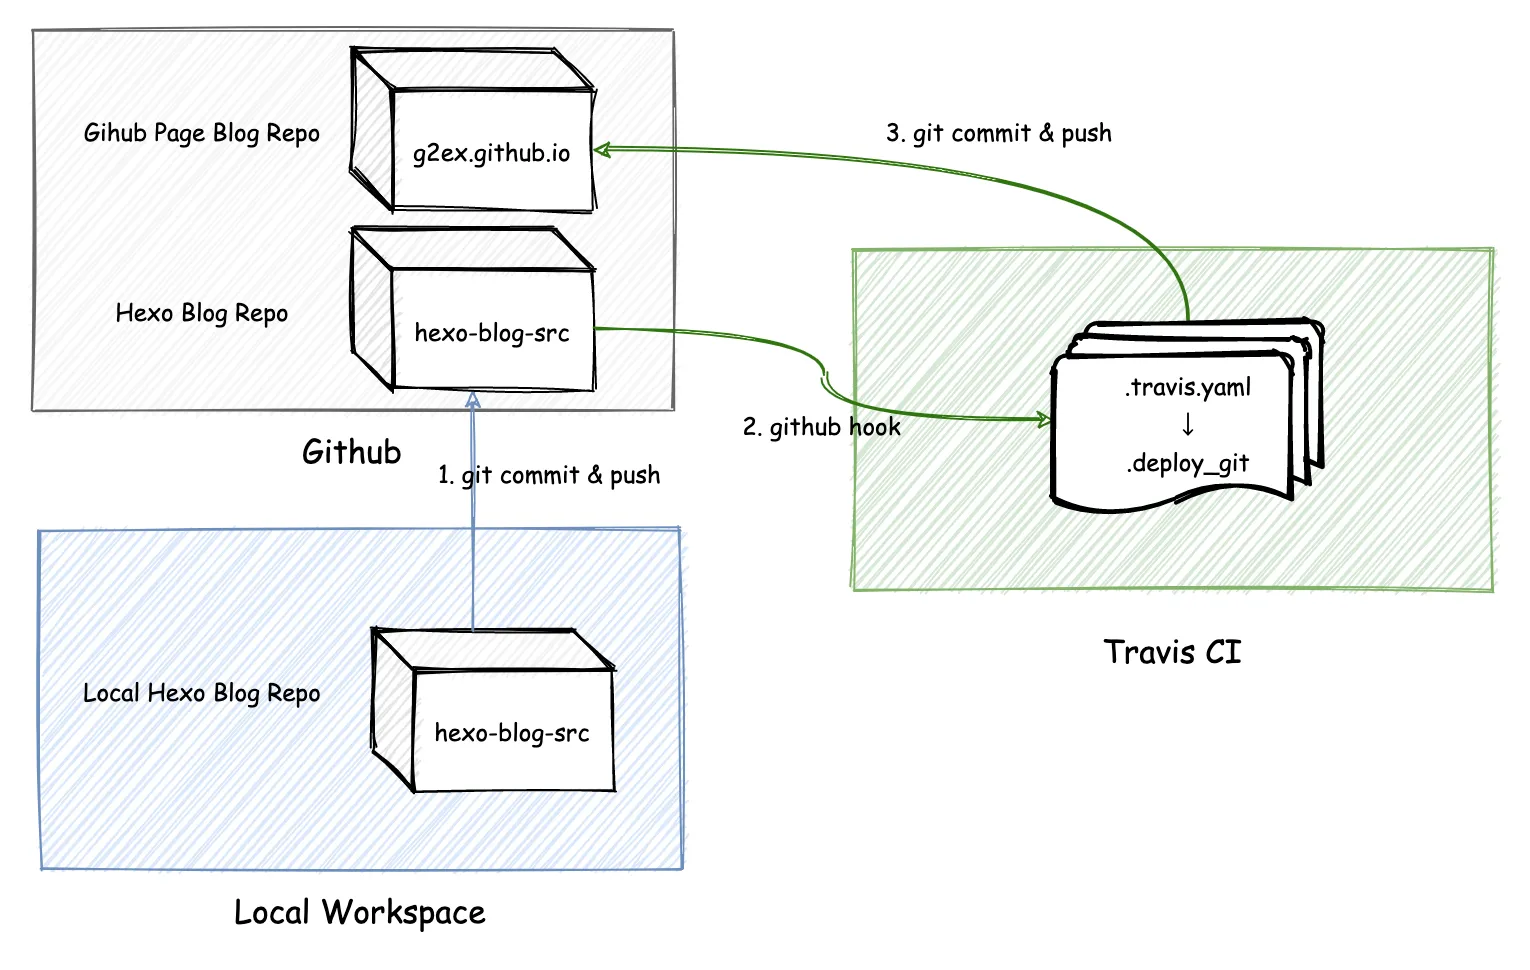 Gihub Page Blog Repo
g2ex.github.io
3. git commit & push
Hexo Blog Repo
hexo-blog-src
.travis.yaml
↓
.deploy_git
2. github hook
Github
1. git commit & push
Travis CI
Local Hexo Blog Repo
hexo-blog-src
Local Workspace